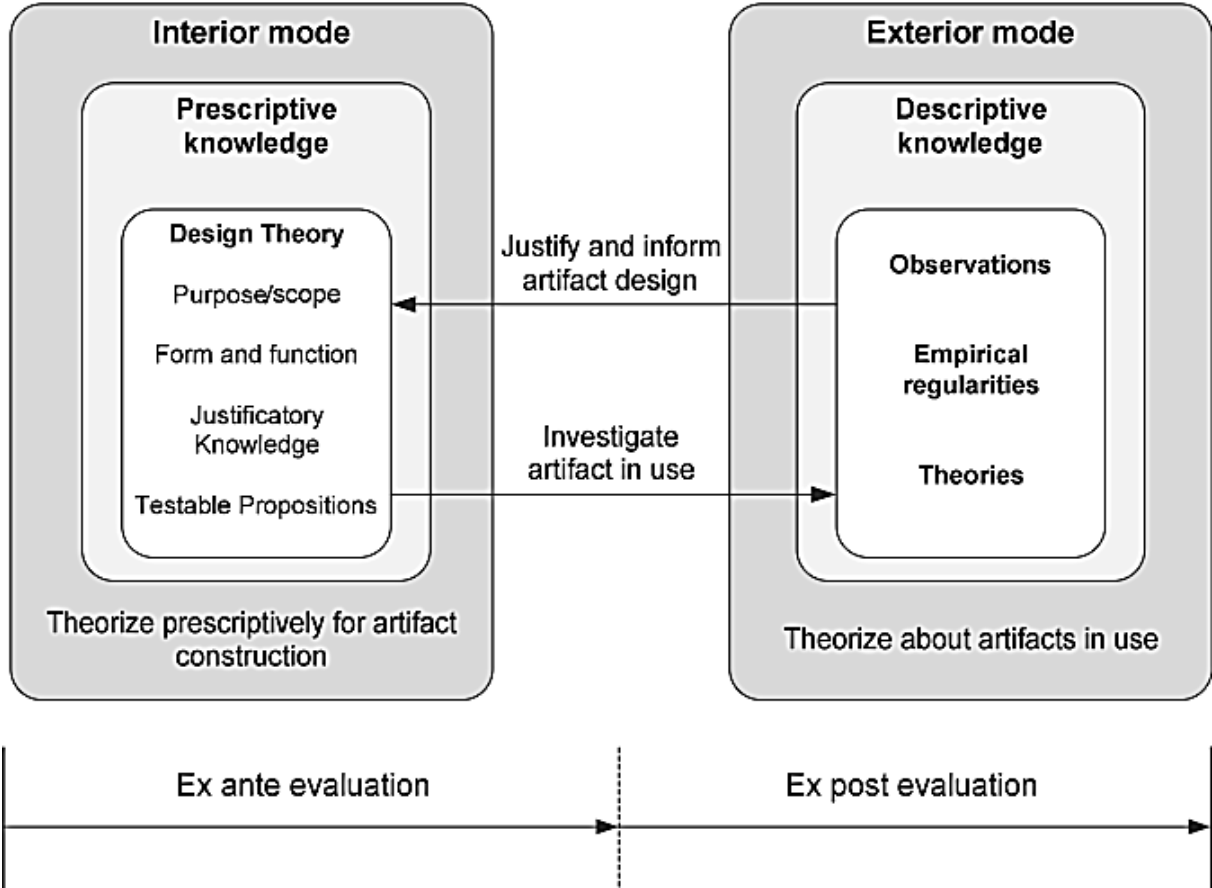 Interior mode
Prescriptive
knowledge
Design Theory
Purpose/scope
Form and function
Justificatory
Knowledge
Testable Propositions
Theorize prescriptively for artifact
construction
Justify and inform
artifact design
Investigate
artifact in use
Exterior mode
Descriptive
knowledge
Observations
Empirical
regularities
Theories
Theorize about artifacts in use
Ex ante evaluation
Ex post evaluation